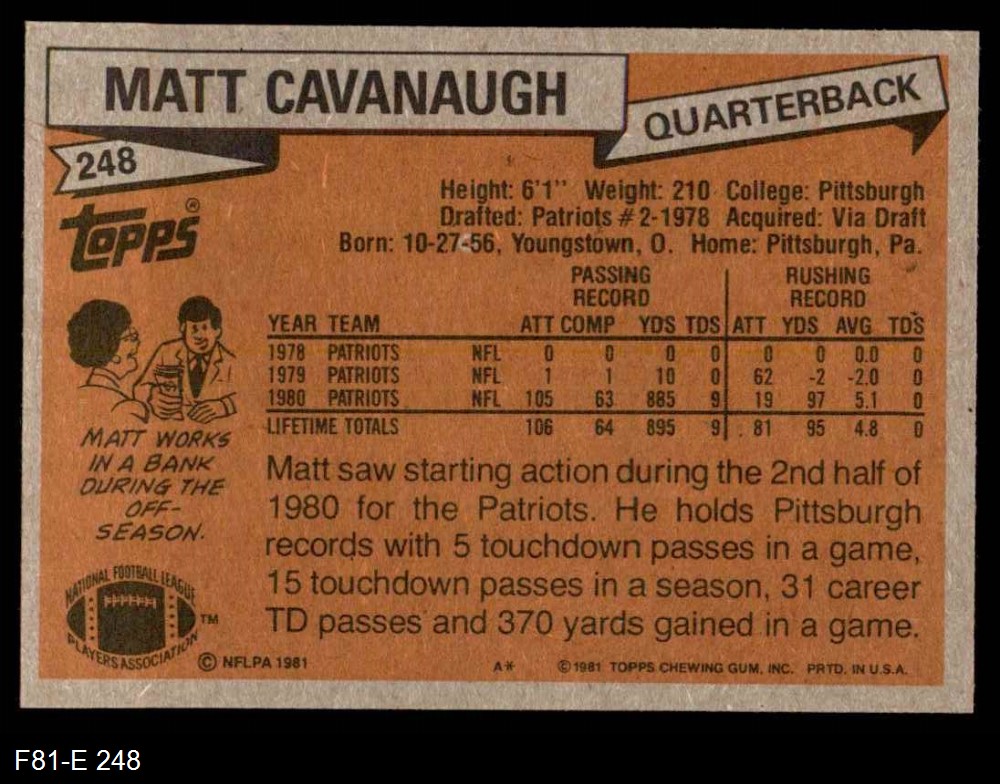 MATT CAVANAUGH
QUARTERBACK
248
topps®
Height: 6'1" Weight: 210 College: Pittsburgh
Drafted: Patriots #2-1978 Acquired: Via Draft
Born: 10-27-56, Youngstown, O. Home: Pittsburgh, Pa.
PASSING RECORD RUSHING RECORD
YEAR TEAM ATT COMP YDS TDS ATT YDS AVG TDS
1978 PATRIOTS NFL 0 0 0 0 0 0 0.0 0
1979 PATRIOTS NFL 1 1 10 0 62 -2 -2.0 0
1980 PATRIOTS NFL 105 63 885 9 19 97 5.1 0
LIFETIME TOTALS 106 64 895 9 81 95 4.8 0
MATT WORKS
IN A BANK
DURING THE
OFF-
SEASON.
Matt saw starting action during the 2nd half of
1980 for the Patriots. He holds Pittsburgh
records with 5 touchdown passes in a game,
15 touchdown passes in a season, 31 career
TD passes and 370 yards gained in a game.
NATIONAL FOOTBALL LEAGUE
PLAYERS ASSOCIATION
TM
© NFLPA 1981
A* © 1981 TOPPS CHEWING GUM, INC. PRTD. IN U.S.A.
F81-E 248